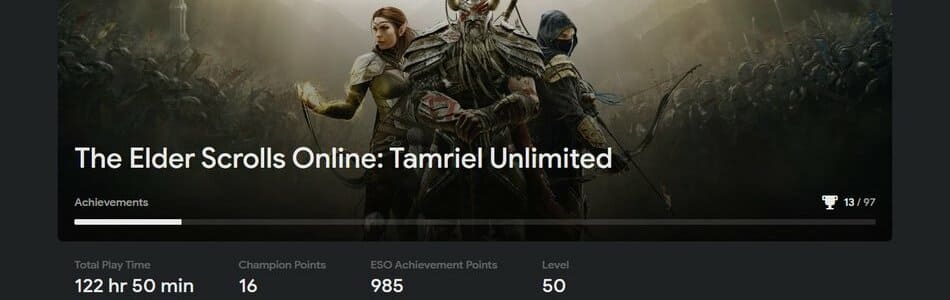 The Elder Scrolls Online: Tamriel Unlimited
Achievements 13 / 97
Total Play Time Champion Points ESO Achievement Points Level
122 hr 50 min 16 985 50